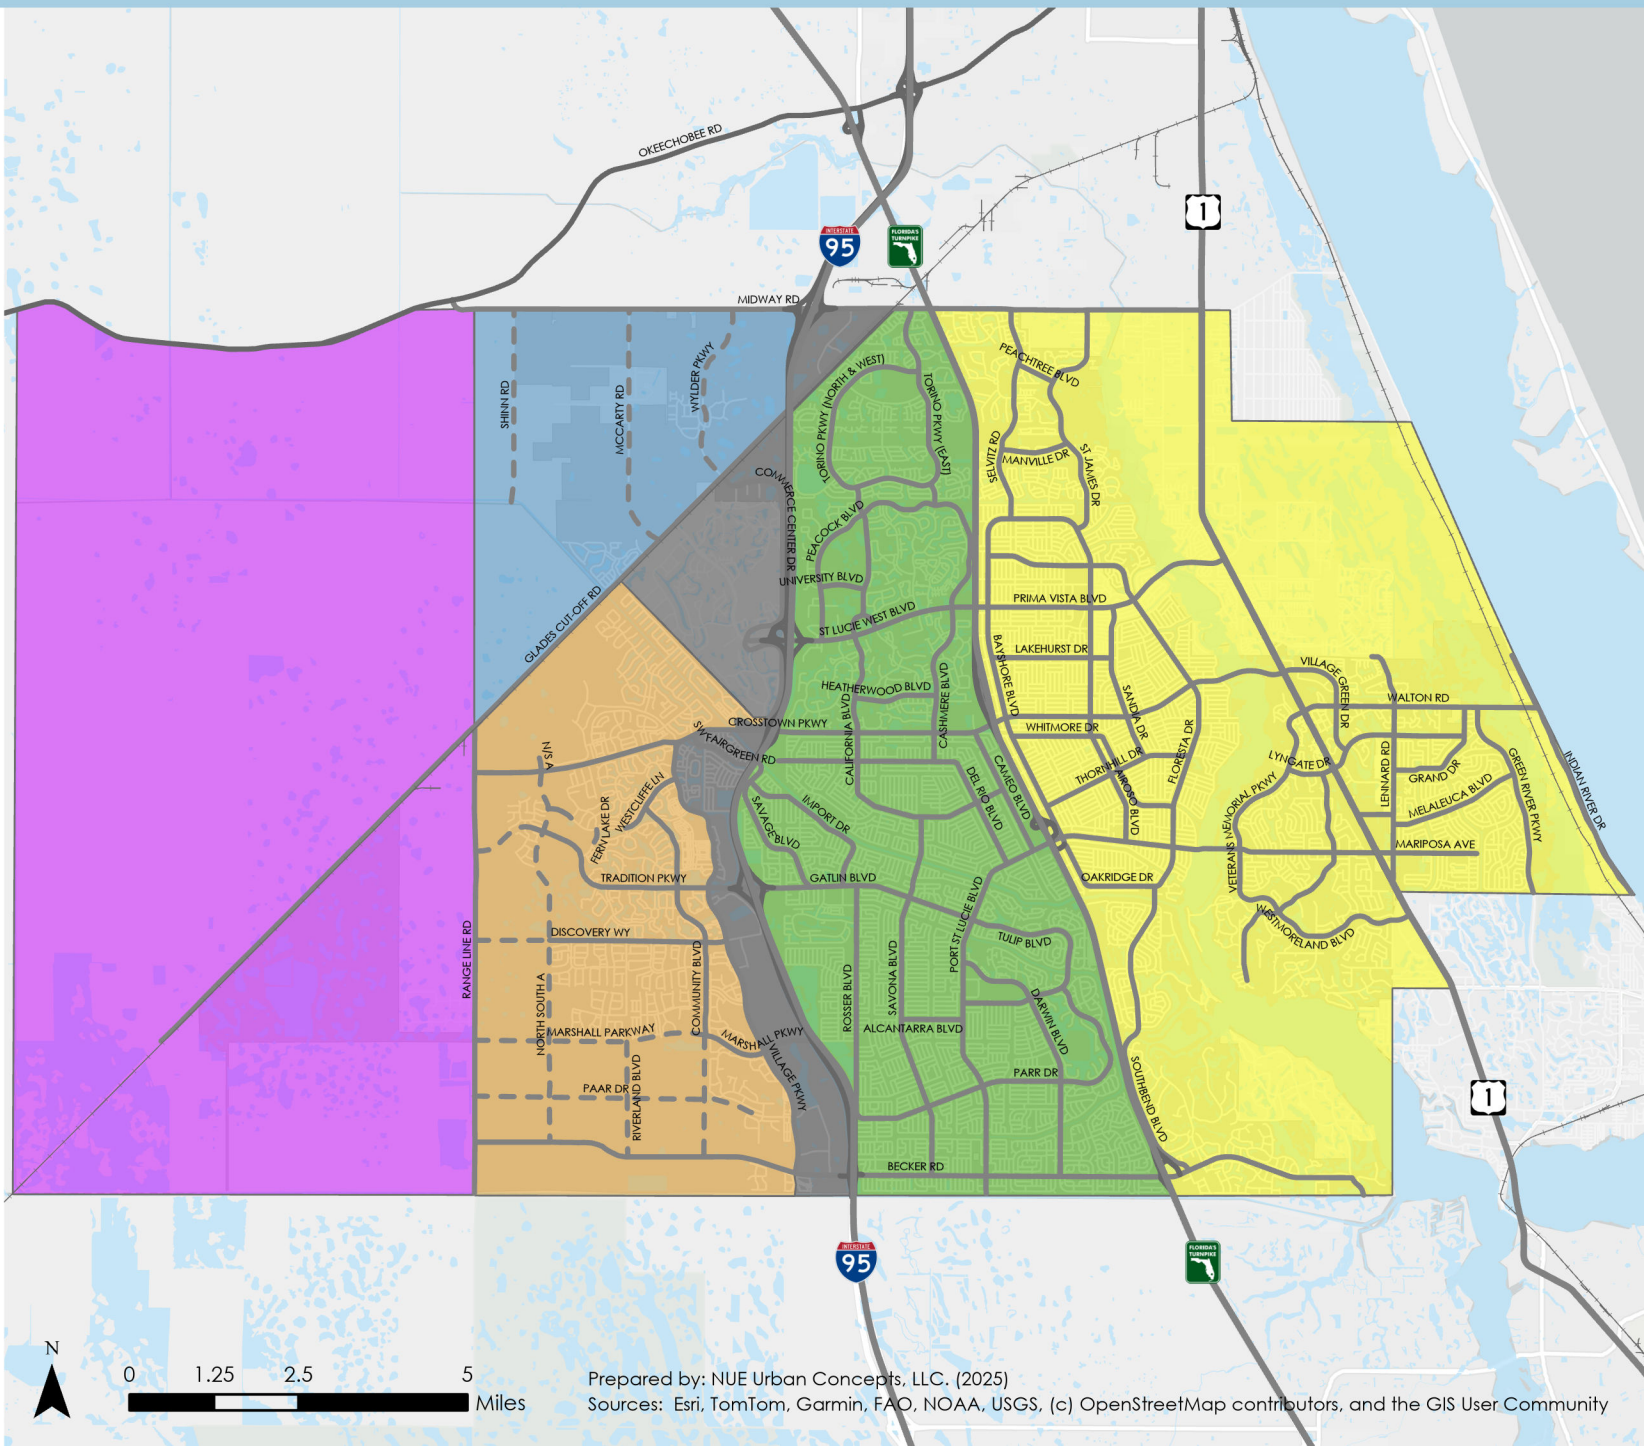 OKEECHOBEE RD
1
INTERSTATE
95
FLORIDA'S
TURNPIKE
MIDWAY RD
SHINN RD
MCCARTY RD
WYLDER PKWY
TORINO PKWY (NORTH & WEST)
TORINO PKWY (EAST)
PEACHTREE BLVD
SELVITZ RD
MANVILLE DR
ST JAMES DR
COMMERCE CENTER DR
PEACOCK BLVD
UNIVERSITY BLVD
ST LUCIE WEST BLVD
PRIMA VISTA BLVD
GLADES CUT-OFF RD
LAKEHURST DR
BAYSHORE BLVD
HEATHERWOOD BLVD
CALIFORNIA BLVD
CASHMERE BLVD
SANDIA DR
VILLAGE GREEN DR
WALTON RD
CROSSTOWN PKWY
WHITMORE DR
SW FAIRGREEN RD
N/S A
THORNHILL DR
AIROSO BLVD
FLORESTA DR
LYNGATE DR
LENNARD RD
GRAND DR
MELALEUCA BLVD
GREEN RIVER PKWY
INDIAN RIVER DR
WESTCLIFFE LN
FERN LAKE DR
SAVAGE BLVD
IMPORT DR
DEL RIO BLVD
CAMEO BLVD
VETERANS MEMORIAL PKWY
MARIPOSA AVE
TRADITION PKWY
GATLIN BLVD
OAKRIDGE DR
PORT ST LUCIE BLVD
WESTMORELAND BLVD
DISCOVERY WY
TULIP BLVD
RANGE LINE RD
NORTH SOUTH A
COMMUNITY BLVD
ROSSER BLVD
SAVONA BLVD
DARWIN BLVD
ALCANTARRA BLVD
MARSHALL PARKWAY
MARSHALL PKWY
VILLAGE PKWY
PARR DR
PAAR DR
RIVERLAND BLVD
SOUTHBEND BLVD
BECKER RD
1
INTERSTATE
95
FLORIDA'S
TURNPIKE
N
0 1.25 2.5 5
Miles
Prepared by: NUE Urban Concepts, LLC. (2025)
Sources: Esri, TomTom, Garmin, FAO, NOAA, USGS, (c) OpenStreetMap contributors, and the GIS User Community